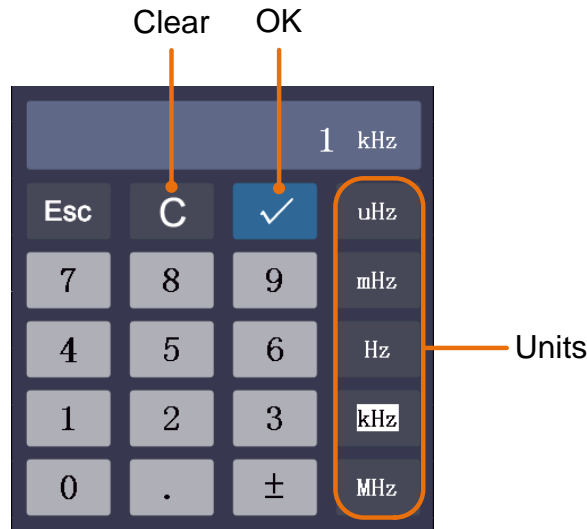 Clear OK
1 kHz
Esc C ✓ uHz
7 8 9 mHz
4 5 6 Hz
Units
1 2 3 kHz
0 . ± MHz